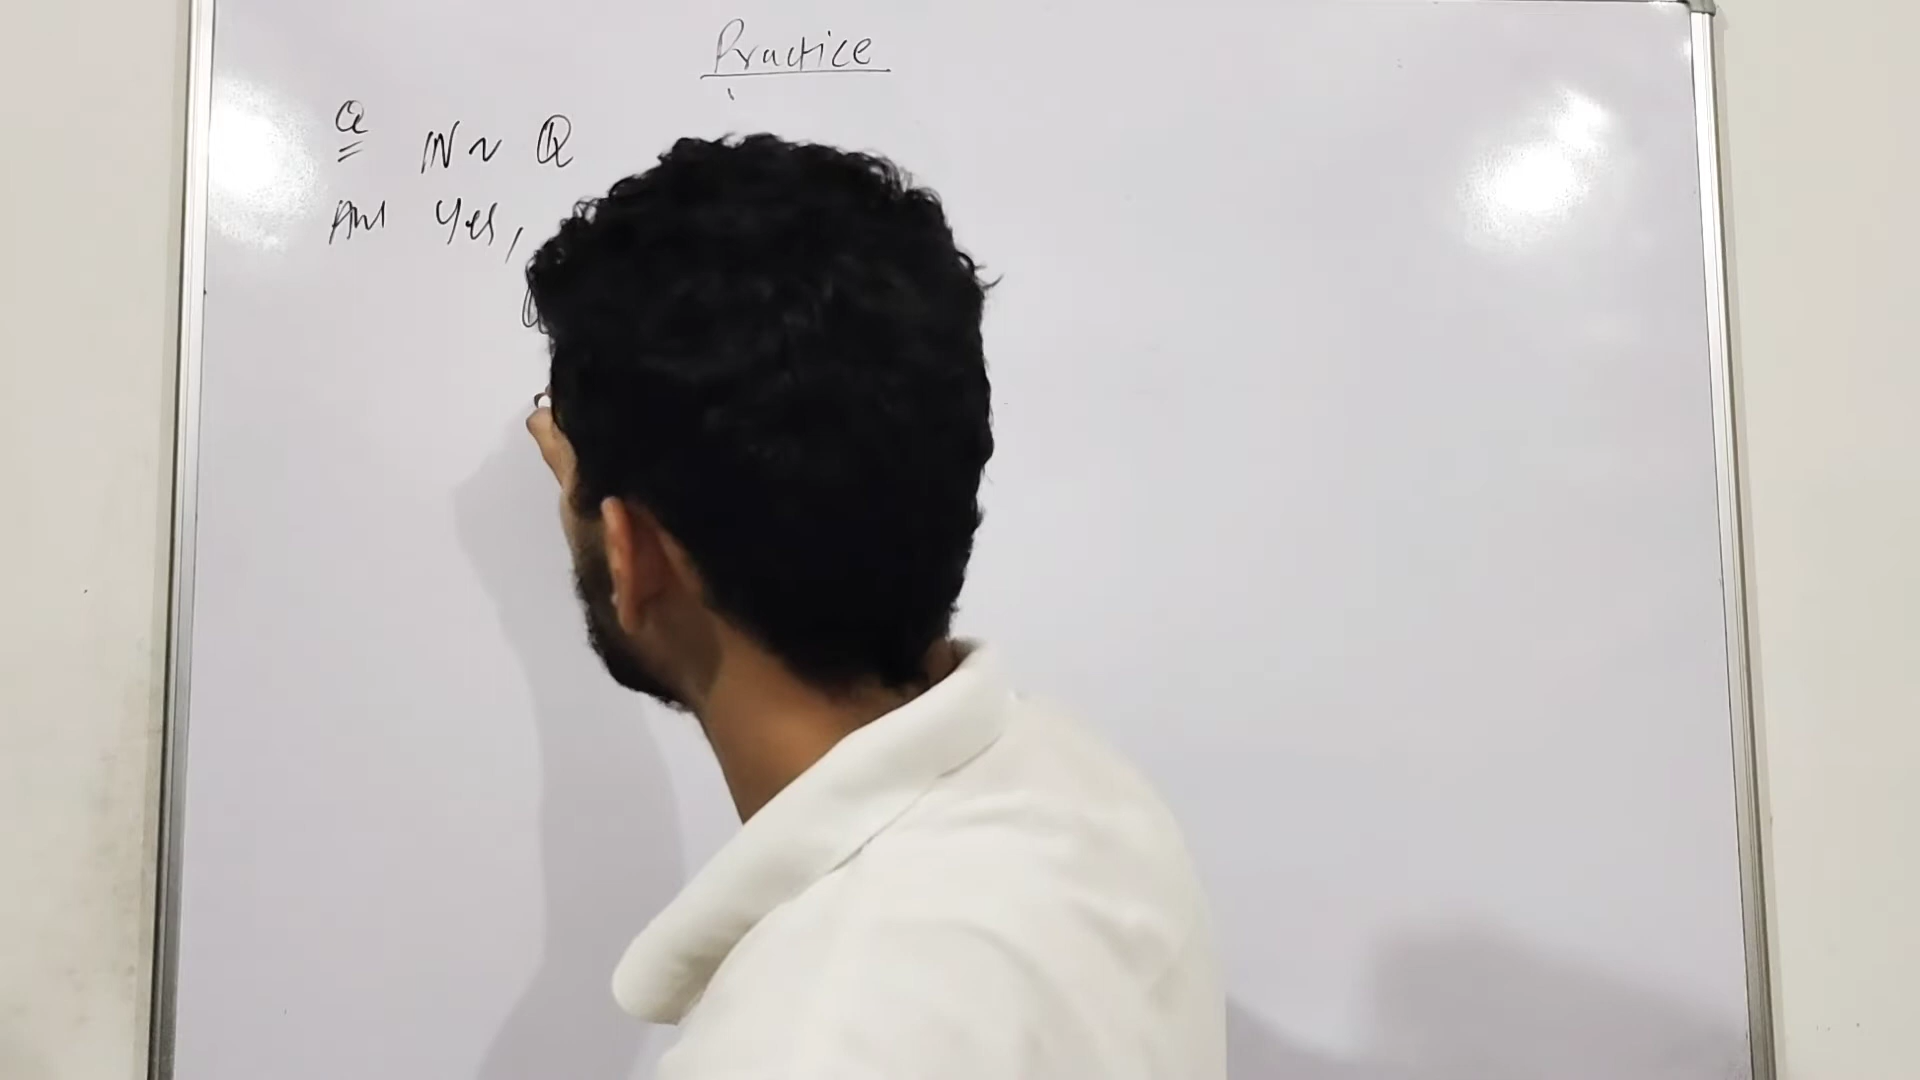 Practice
Q ℕ ~ ℚ
Ans Yes,